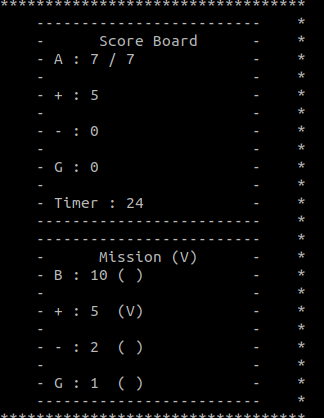 **********************************
------------------------- *
- Score Board - *
- A : 7 / 7 - *
- - *
- + : 5 - *
- - *
- - : 0 - *
- - *
- G : 0 - *
- - *
- Timer : 24 - *
------------------------- *
------------------------- *
- Mission (V) - *
- B : 10 ( ) - *
- - *
- + : 5 (V) - *
- - *
- - : 2 ( ) - *
- - *
- G : 1 ( ) - *
------------------------- *
**********************************